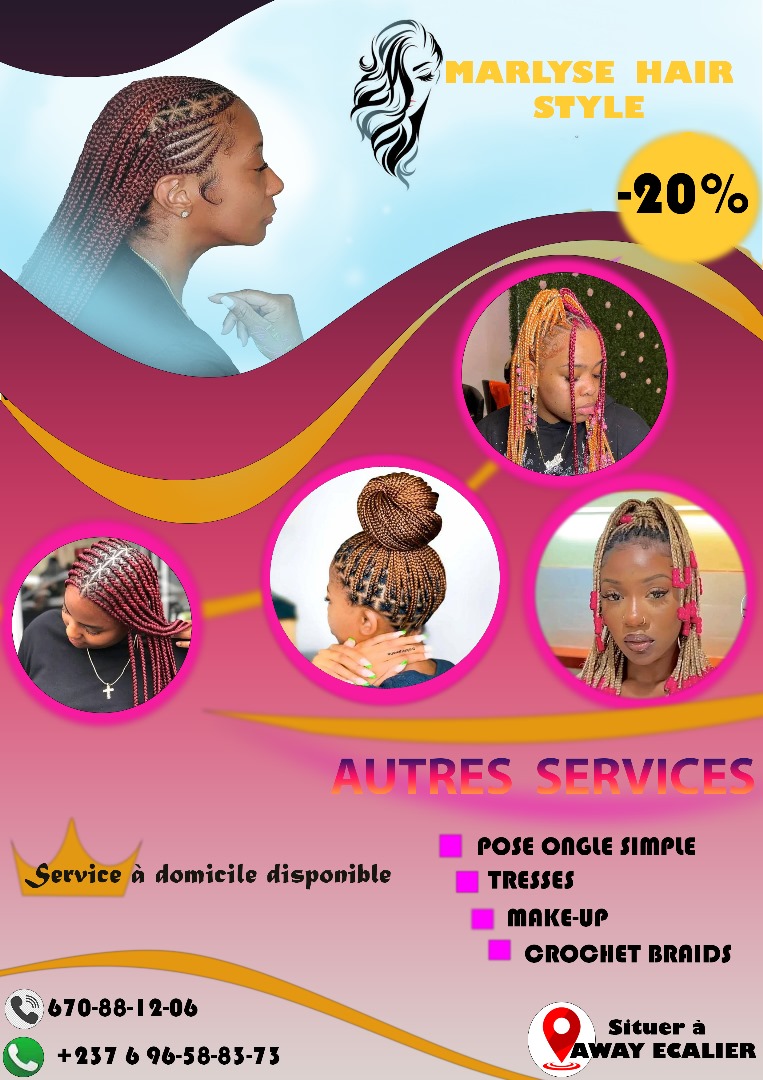 MARLYSE HAIR
STYLE
-20%
AUTRES SERVICES
Service à domicile disponible
POSE ONGLE SIMPLE
TRESSES
MAKE-UP
CROCHET BRAIDS
670-88-12-06
+237 6 96-58-83-73
Situer à
AWAY ECALIER